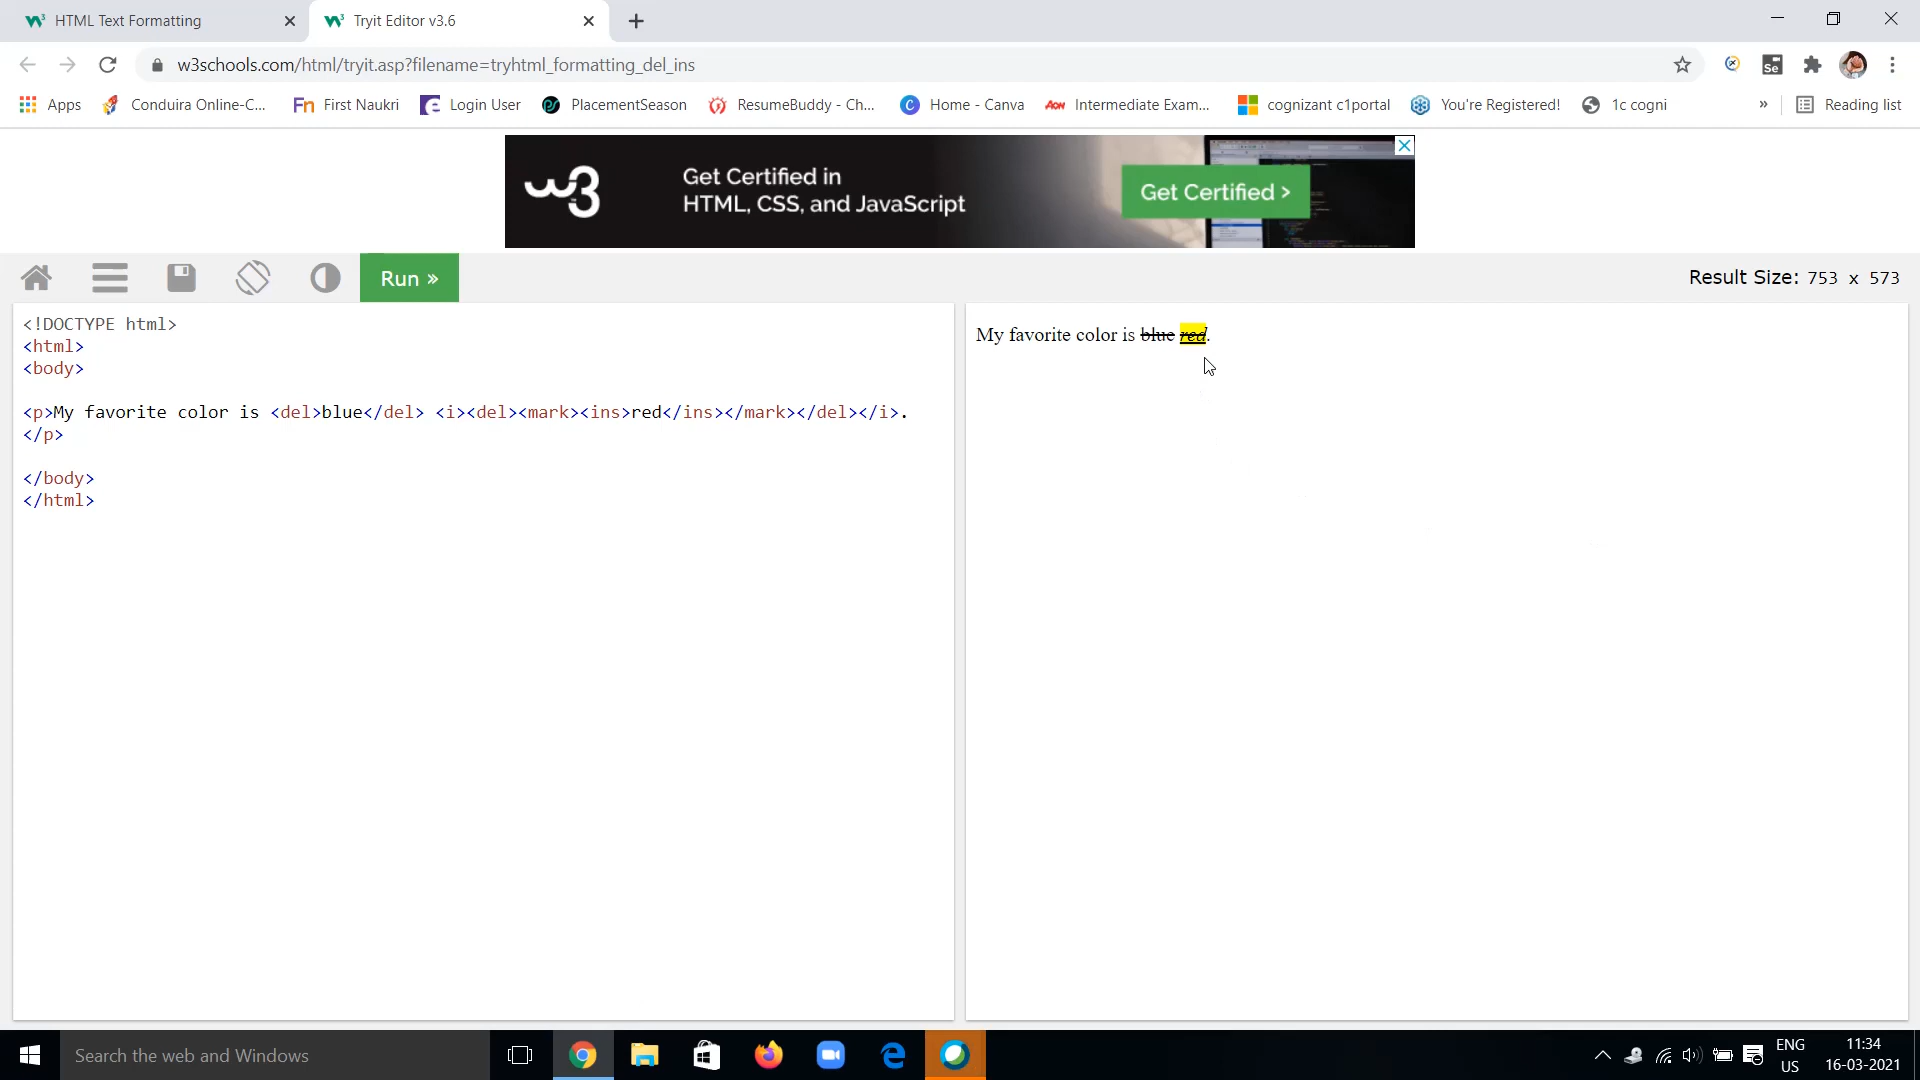 HTML Text Formatting
Tryit Editor v3.6
w3schools.com/html/tryit.asp?filename=tryhtml_formatting_del_ins
Apps Conduira Online-C... First Naukri Login User PlacementSeason ResumeBuddy - Ch... Home - Canva Intermediate Exam... cognizant c1portal You're Registered! 1c cogni » Reading list
Get Certified in
HTML, CSS, and JavaScript
Get Certified >
Run »
Result Size: 753 x 573
<!DOCTYPE html>
<html>
<body>
<p>My favorite color is <del>blue</del> <i><del><mark><ins>red</ins></mark></del></i>.
</p>
</body>
</html>
My favorite color is blue red.
Search the web and Windows
ENG
US
11:34
16-03-2021